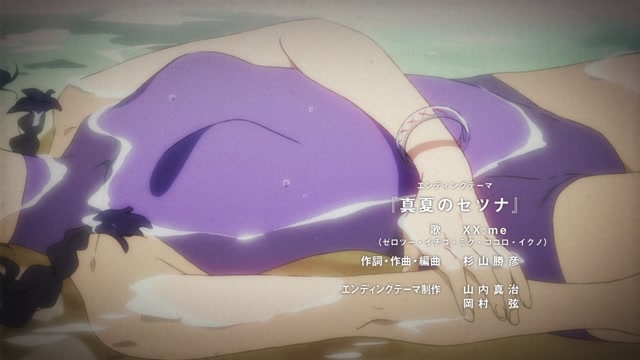 エンディングテーマ
『真夏のセツナ』
歌 XX:me
(ゼロツー・イチゴ・ミク・ココロ・イクノ)
作詞・作曲・編曲 杉山勝彦
エンディングテーマ制作 山内真治
岡村 弦